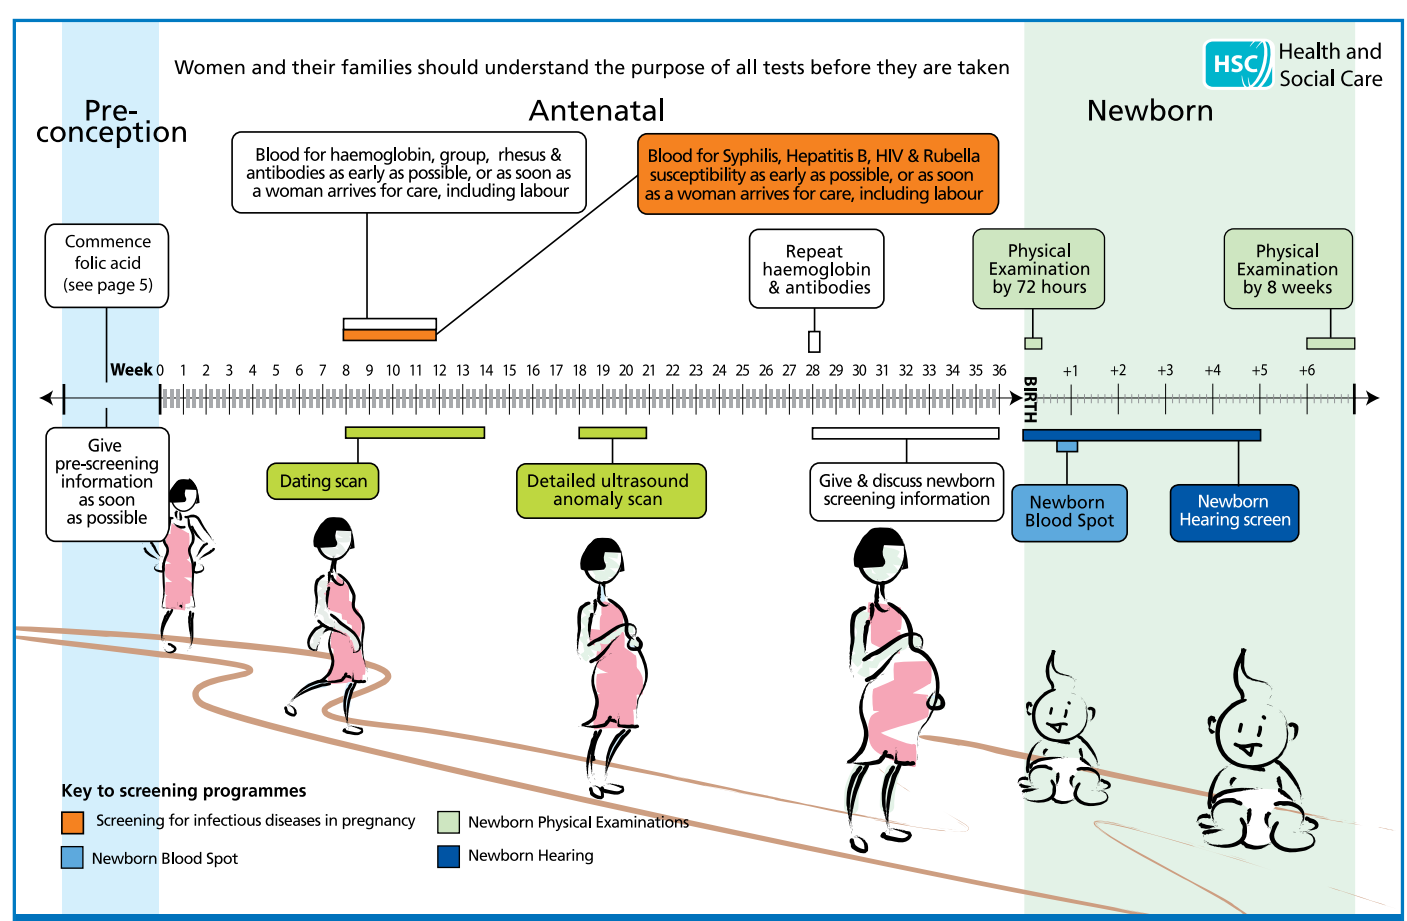 Women and their families should understand the purpose of all tests before they are taken
HSC
Health and
Social Care
Pre-
conception
Antenatal
Newborn
Blood for haemoglobin, group, rhesus &
antibodies as early as possible, or as soon as
a woman arrives for care, including labour
Blood for Syphilis, Hepatitis B, HIV & Rubella
susceptibility as early as possible, or as soon
as a woman arrives for care, including labour
Commence
folic acid
(see page 5)
Repeat
haemoglobin
& antibodies
Physical
Examination
by 72 hours
Physical
Examination
by 8 weeks
Week 0 1 2 3 4 5 6 7 8 9 10 11 12 13 14 15 16 17 18 19 20 21 22 23 24 25 26 27 28 29 30 31 32 33 34 35 36
BIRTH
+1 +2 +3 +4 +5 +6
Give
pre-screening
information
as soon
as possible
Dating scan
Detailed ultrasound
anomaly scan
Give & discuss newborn
screening information
Newborn
Blood Spot
Newborn
Hearing screen
Key to screening programmes
Screening for infectious diseases in pregnancy
Newborn Blood Spot
Newborn Physical Examinations
Newborn Hearing